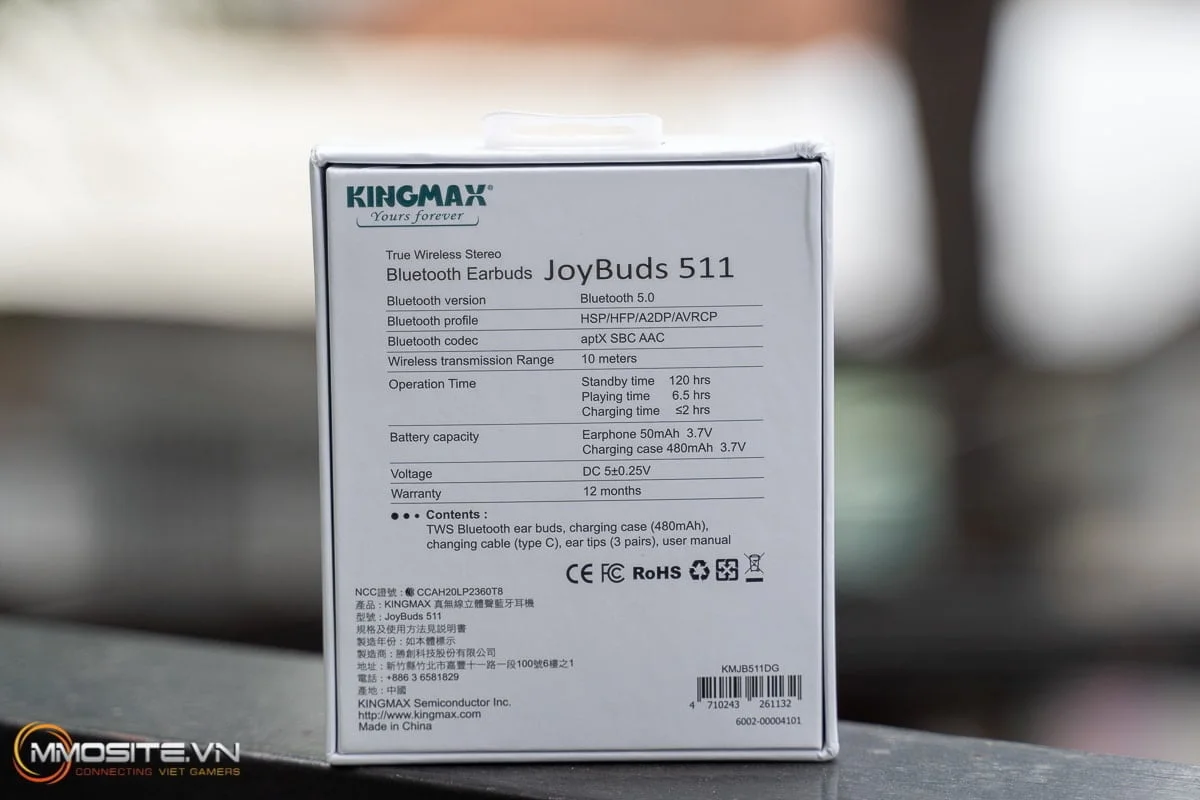 KINGMAX®
Yours forever
True Wireless Stereo
Bluetooth Earbuds JoyBuds 511
Bluetooth version Bluetooth 5.0
Bluetooth profile HSP/HFP/A2DP/AVRCP
Bluetooth codec aptX SBC AAC
Wireless transmission Range 10 meters
Operation Time Standby time 120 hrs
Playing time 6.5 hrs
Charging time ≤2 hrs
Battery capacity Earphone 50mAh 3.7V
Charging case 480mAh 3.7V
Voltage DC 5±0.25V
Warranty 12 months
Contents :
TWS Bluetooth ear buds, charging case (480mAh),
changing cable (type C), ear tips (3 pairs), user manual
CE FC RoHS
NCC證號 : CCAH20LP2360T8
產品 : KINGMAX 真無線立體聲藍牙耳機
型號 : JoyBuds 511
規格及使用方法見説明書
製造年份 : 如本體標示
製造商 : 勝創科技股份有限公司
地址 : 新竹縣竹北市嘉豐十一路一段100號6樓之1
電話 : +886 3 6581829
產地 : 中國
KINGMAX Semiconductor Inc.
http://www.kingmax.com
Made in China
KMJB511DG
4 710243 261132
6002-00004101
MMOSITE.VN
CONNECTING VIET GAMERS